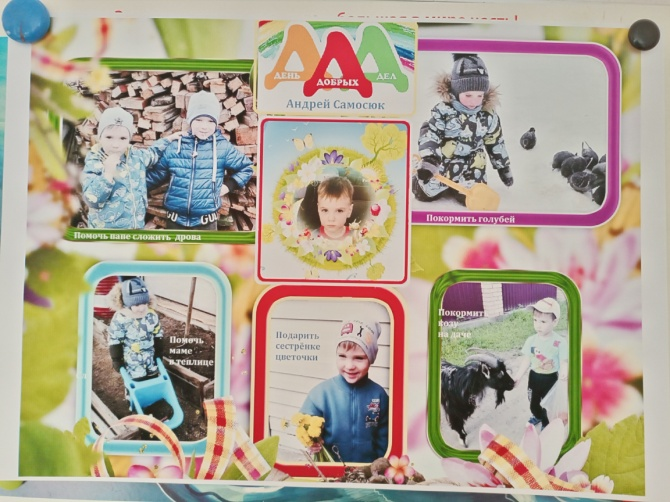 ДЕНЬ
ДОБРЫХ
ДЕЛ
Андрей Самосюк
Помочь папе сложить дрова
Покормить голубей
Помочь
маме
в теплице
Подарить
сестрёнке
цветочки
Покормить
козу
на даче